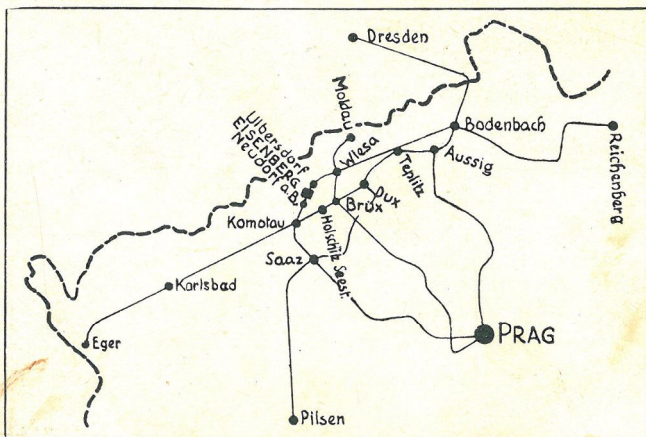 Dresden
Moldau
Ulbersdorf
EISENBERG
Neudorf a.B.
Wiesa
Bodenbach
Reichenberg
Teplitz
Aussig
Dux
Brüx
Komotau
Holschitz Seest.
Saaz
Karlsbad
Eger
PRAG
Pilsen